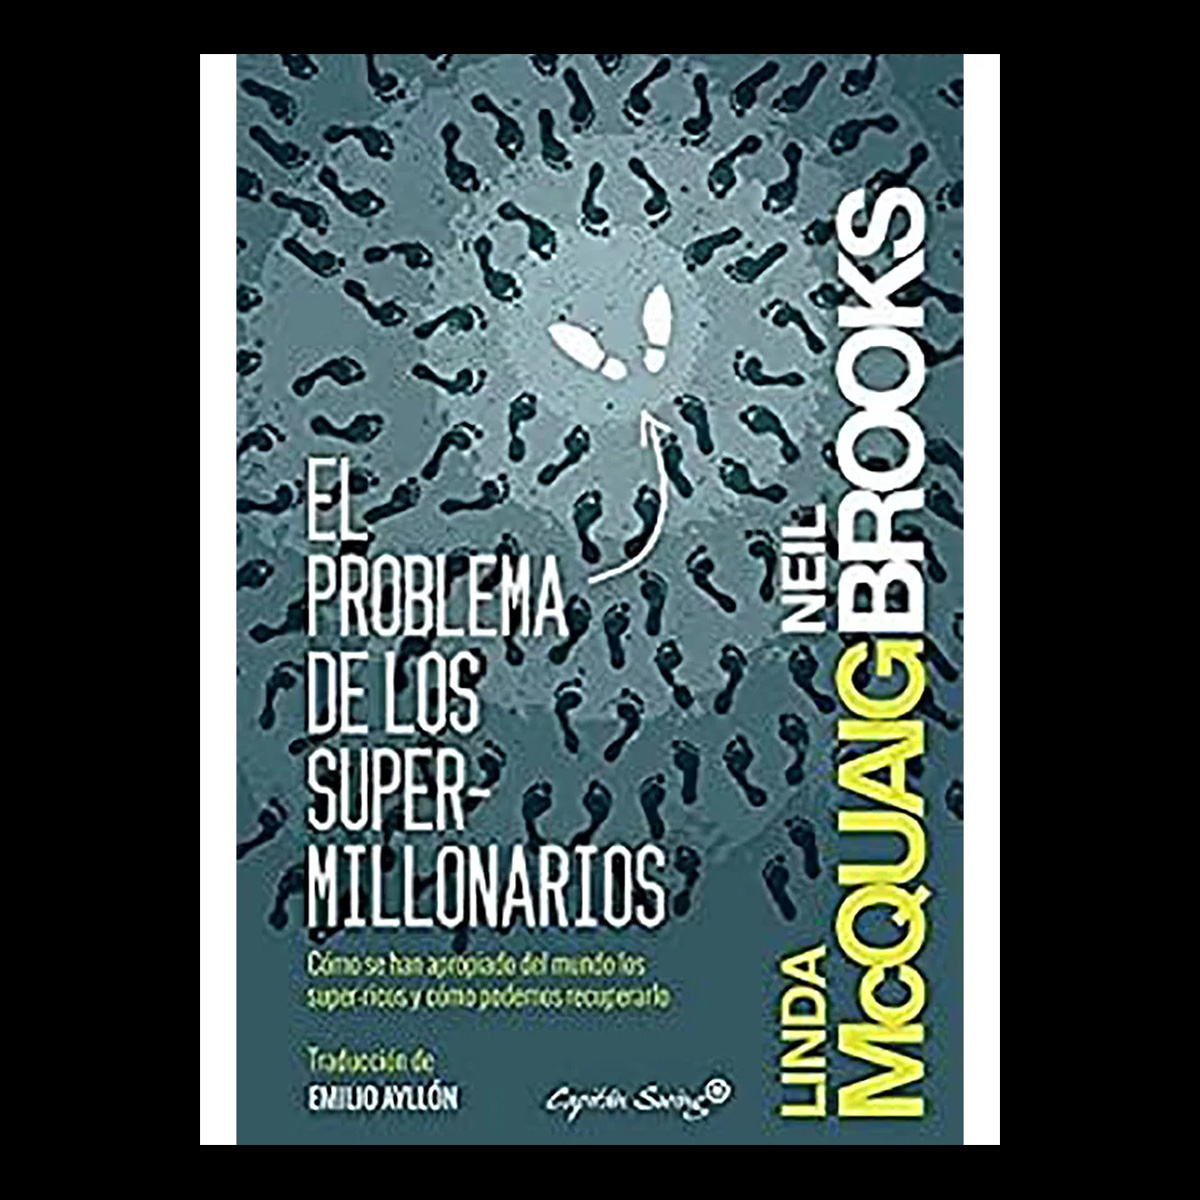 EL
PROBLEMA
DE LOS
SUPER-
MILLONARIOS
Cómo se han apropiado del mundo los
super-ricos y cómo podemos recuperarlo
Traducción de
EMILIO AYLLÓN
Capitán Swing
LINDA
McQUAIG
NEIL
BROOKS